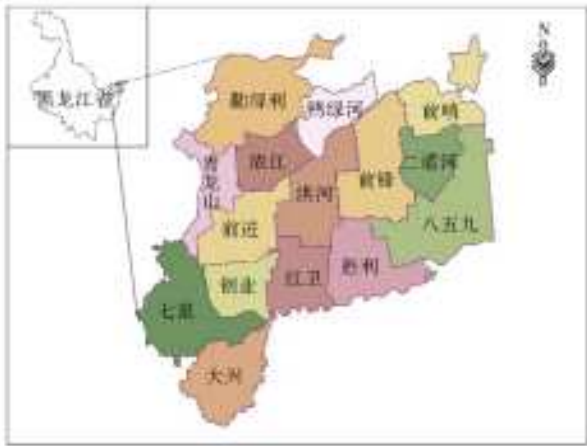 N
黑龙江省
勤得利
鸭绿河
前哨
青龙山
浓江
洪河
前锋
二道河
八五九
前进
创业
红卫
胜利
七星
大兴